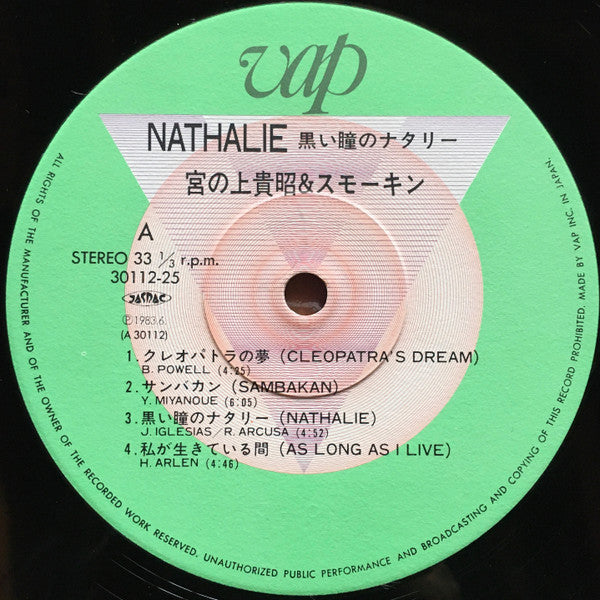 vap
NATHALIE 黒い瞳のナタリー
宮の上貴昭&スモーキン
A
STEREO 33 1/3 r.p.m.
30112-25
JASRAC
Ⓟ1983.6.
(A 30112)
1. クレオパトラの夢 (CLEOPATRA'S DREAM)
B. POWELL (4:25)
2. サンバカン (SAMBAKAN)
Y. MIYANOUE (6:05)
3. 黒い瞳のナタリー (NATHALIE)
J. IGLESIAS/R. ARCUSA (4:52)
4. 私が生きている間 (AS LONG AS I LIVE)
H. ARLEN (4:46)
ALL RIGHTS OF THE MANUFACTURER AND OF THE OWNER OF THE RECORDED WORK RESERVED. UNAUTHORIZED PUBLIC PERFORMANCE AND BROADCASTING AND COPYING OF THIS RECORD PROHIBITED. MADE BY VAP INC. IN JAPAN.